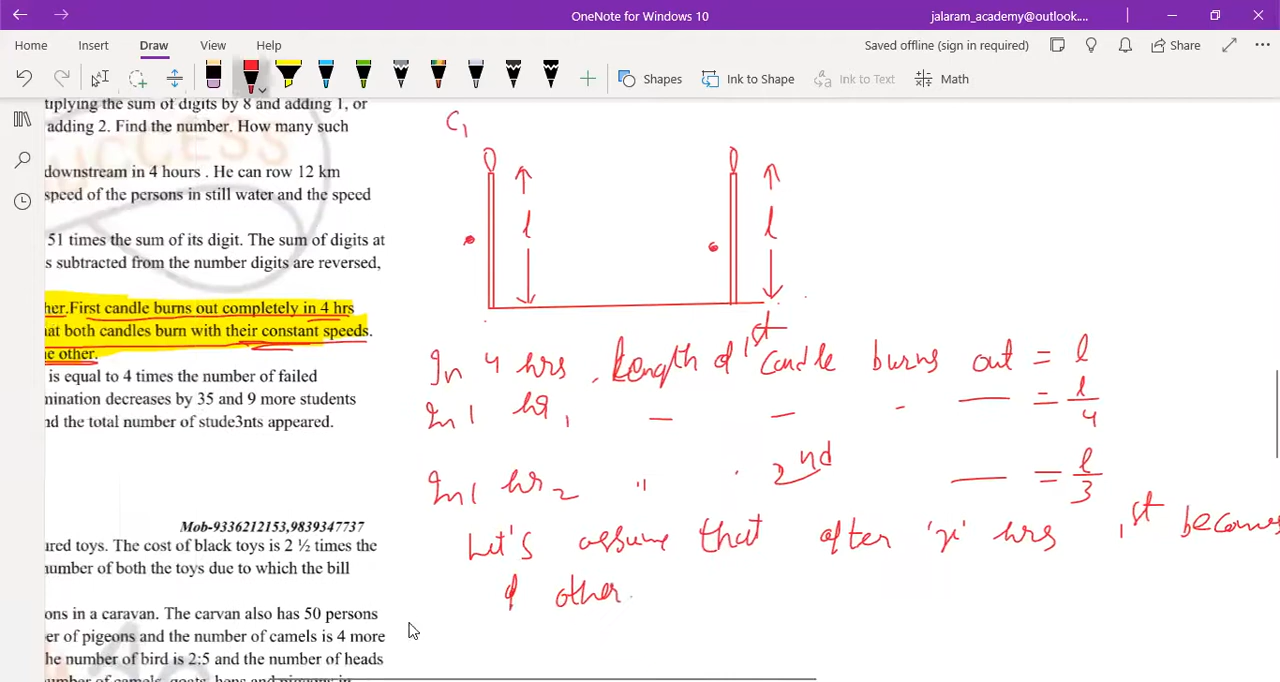 OneNote for Windows 10
jalaram_academy@outlook....
Home Insert Draw View Help
Saved offline (sign in required)
Share
Shapes
Ink to Shape
Ink to Text
Math
tiplying the sum of digits by 8 and adding 1, or
adding 2. Find the number. How many such
downstream in 4 hours . He can row 12 km
speed of the persons in still water and the speed
51 times the sum of its digit. The sum of digits at
s subtracted from the number digits are reversed,
her.First candle burns out completely in 4 hrs
at both candles burn with their constant speeds.
e other.
is equal to 4 times the number of failed
mination decreases by 35 and 9 more students
nd the total number of stude3nts appeared.
Mob-9336212153,9839347737
ured toys. The cost of black toys is 2 ½ times the
umber of both the toys due to which the bill
ons in a caravan. The carvan also has 50 persons
er of pigeons and the number of camels is 4 more
he number of bird is 2:5 and the number of heads
SUCCESS
C1
l l
In 4 hrs, length of 1st candle burns out = l
In 1 hr, — — - — = l/4
In 1 hr, " . 2nd — = l/3
Let's assume that after 'x' hrs 1st becomes
of other.